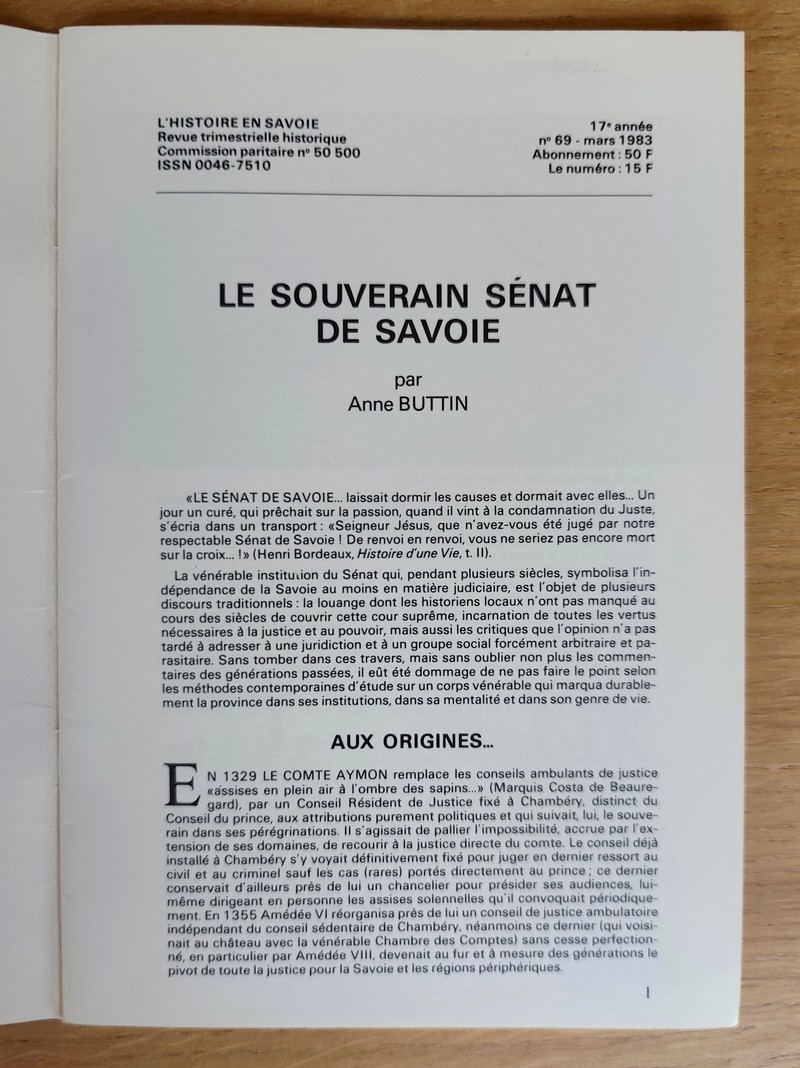 L'HISTOIRE EN SAVOIE
Revue trimestrielle historique
Commission paritaire nº 50 500
ISSN 0046-7510
17e année
nº 69 - mars 1983
Abonnement : 50 F
Le numéro : 15 F
LE SOUVERAIN SÉNAT
DE SAVOIE
par
Anne BUTTIN
«LE SÉNAT DE SAVOIE... laissait dormir les causes et dormait avec elles... Un
jour un curé, qui prêchait sur la passion, quand il vint à la condamnation du Juste,
s'écria dans un transport : «Seigneur Jésus, que n'avez-vous été jugé par notre
respectable Sénat de Savoie ! De renvoi en renvoi, vous ne seriez pas encore mort
sur la croix... !» (Henri Bordeaux, Histoire d'une Vie, t. II).
La vénérable institution du Sénat qui, pendant plusieurs siècles, symbolisa l'in-
dépendance de la Savoie au moins en matière judiciaire, est l'objet de plusieurs
discours traditionnels : la louange dont les historiens locaux n'ont pas manqué au
cours des siècles de couvrir cette cour suprême, incarnation de toutes les vertus
nécessaires à la justice et au pouvoir, mais aussi les critiques que l'opinion n'a pas
tardé à adresser à une juridiction et à un groupe social forcément arbitraire et pa-
rasitaire. Sans tomber dans ces travers, mais sans oublier non plus les commen-
taires des générations passées, il eût été dommage de ne pas faire le point selon
les méthodes contemporaines d'étude sur un corps vénérable qui marqua durable-
ment la province dans ses institutions, dans sa mentalité et dans son genre de vie.
AUX ORIGINES...
EN 1329 LE COMTE AYMON remplace les conseils ambulants de justice
«assises en plein air à l'ombre des sapins...» (Marquis Costa de Beaure-
gard), par un Conseil Résident de Justice fixé à Chambéry, distinct du
Conseil du prince, aux attributions purement politiques et qui suivait, lui, le souve-
rain dans ses pérégrinations. Il s'agissait de pallier l'impossibilité, accrue par l'ex-
tension de ses domaines, de recourir à la justice directe du comte. Le conseil déjà
installé à Chambéry s'y voyait définitivement fixé pour juger en dernier ressort au
civil et au criminel sauf les cas (rares) portés directement au prince ; ce dernier
conservait d'ailleurs près de lui un chancelier pour présider ses audiences, lui-
même dirigeant en personne les assises solennelles qu'il convoquait périodique-
ment. En 1355 Amédée VI réorganisa près de lui un conseil de justice ambulatoire
indépendant du conseil sédentaire de Chambéry, néanmoins ce dernier (qui voisi-
nait au château avec la vénérable Chambre des Comptes) sans cesse perfection-
né, en particulier par Amédée VIII, devenait au fur et à mesure des générations le
pivot de toute la justice pour la Savoie et les régions périphériques.
1